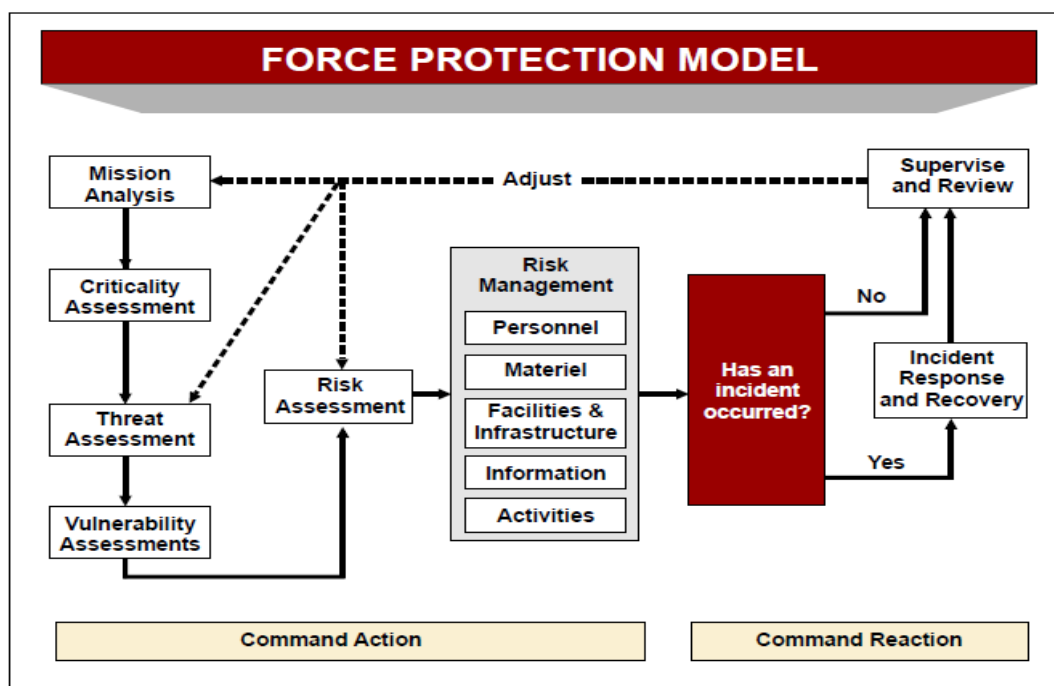 FORCE PROTECTION MODEL
Mission
Analysis
Adjust
Supervise
and Review
Criticality
Assessment
Threat
Assessment
Vulnerability
Assessments
Risk
Assessment
Risk
Management
Personnel
Materiel
Facilities &
Infrastructure
Information
Activities
Has an
incident
occurred?
No
Yes
Incident
Response
and Recovery
Command Action
Command Reaction